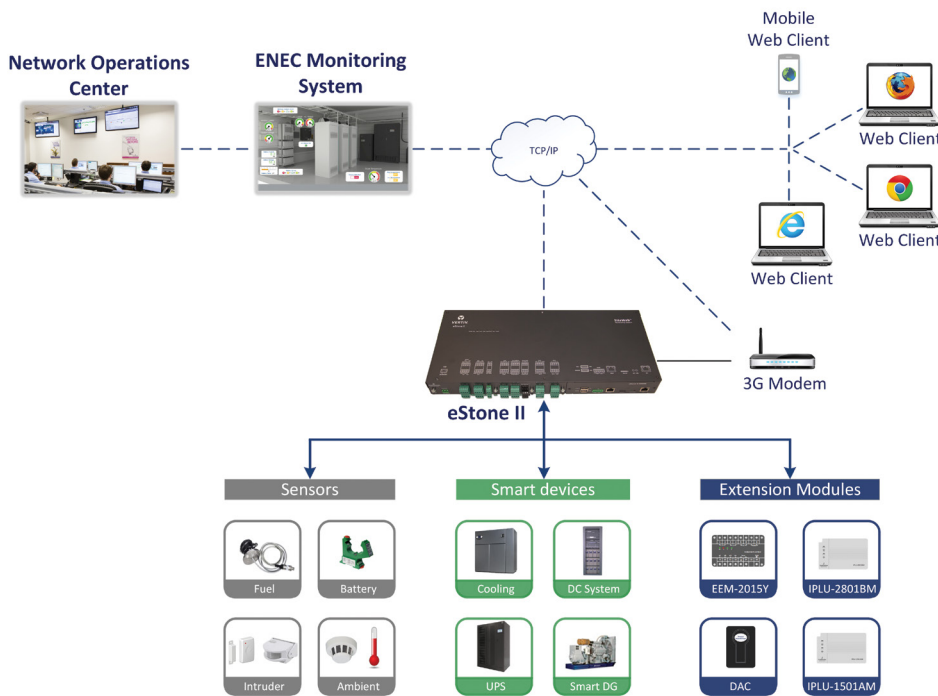 Mobile
Web Client
Network Operations
Center
ENEC Monitoring
System
TCP/IP
Web Client
Web Client
Web Client
VERTIV
3G Modem
eStone II
Sensors
Smart devices
Extension Modules
Fuel
Battery
Cooling
DC System
EEM-2015Y
IPLU-2801BM
Intruder
Ambient
UPS
Smart DG
DAC
IPLU-1501AM